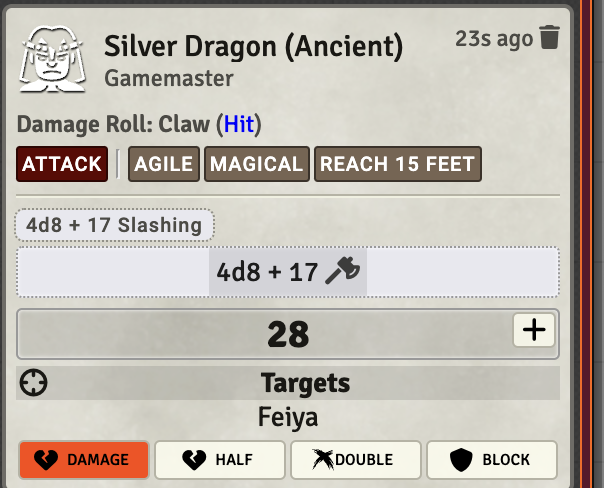 Silver Dragon (Ancient)
23s ago
Gamemaster
Damage Roll: Claw (Hit)
ATTACK AGILE MAGICAL REACH 15 FEET
4d8 + 17 Slashing
4d8 + 17
28
Targets
Feiya
DAMAGE HALF DOUBLE BLOCK